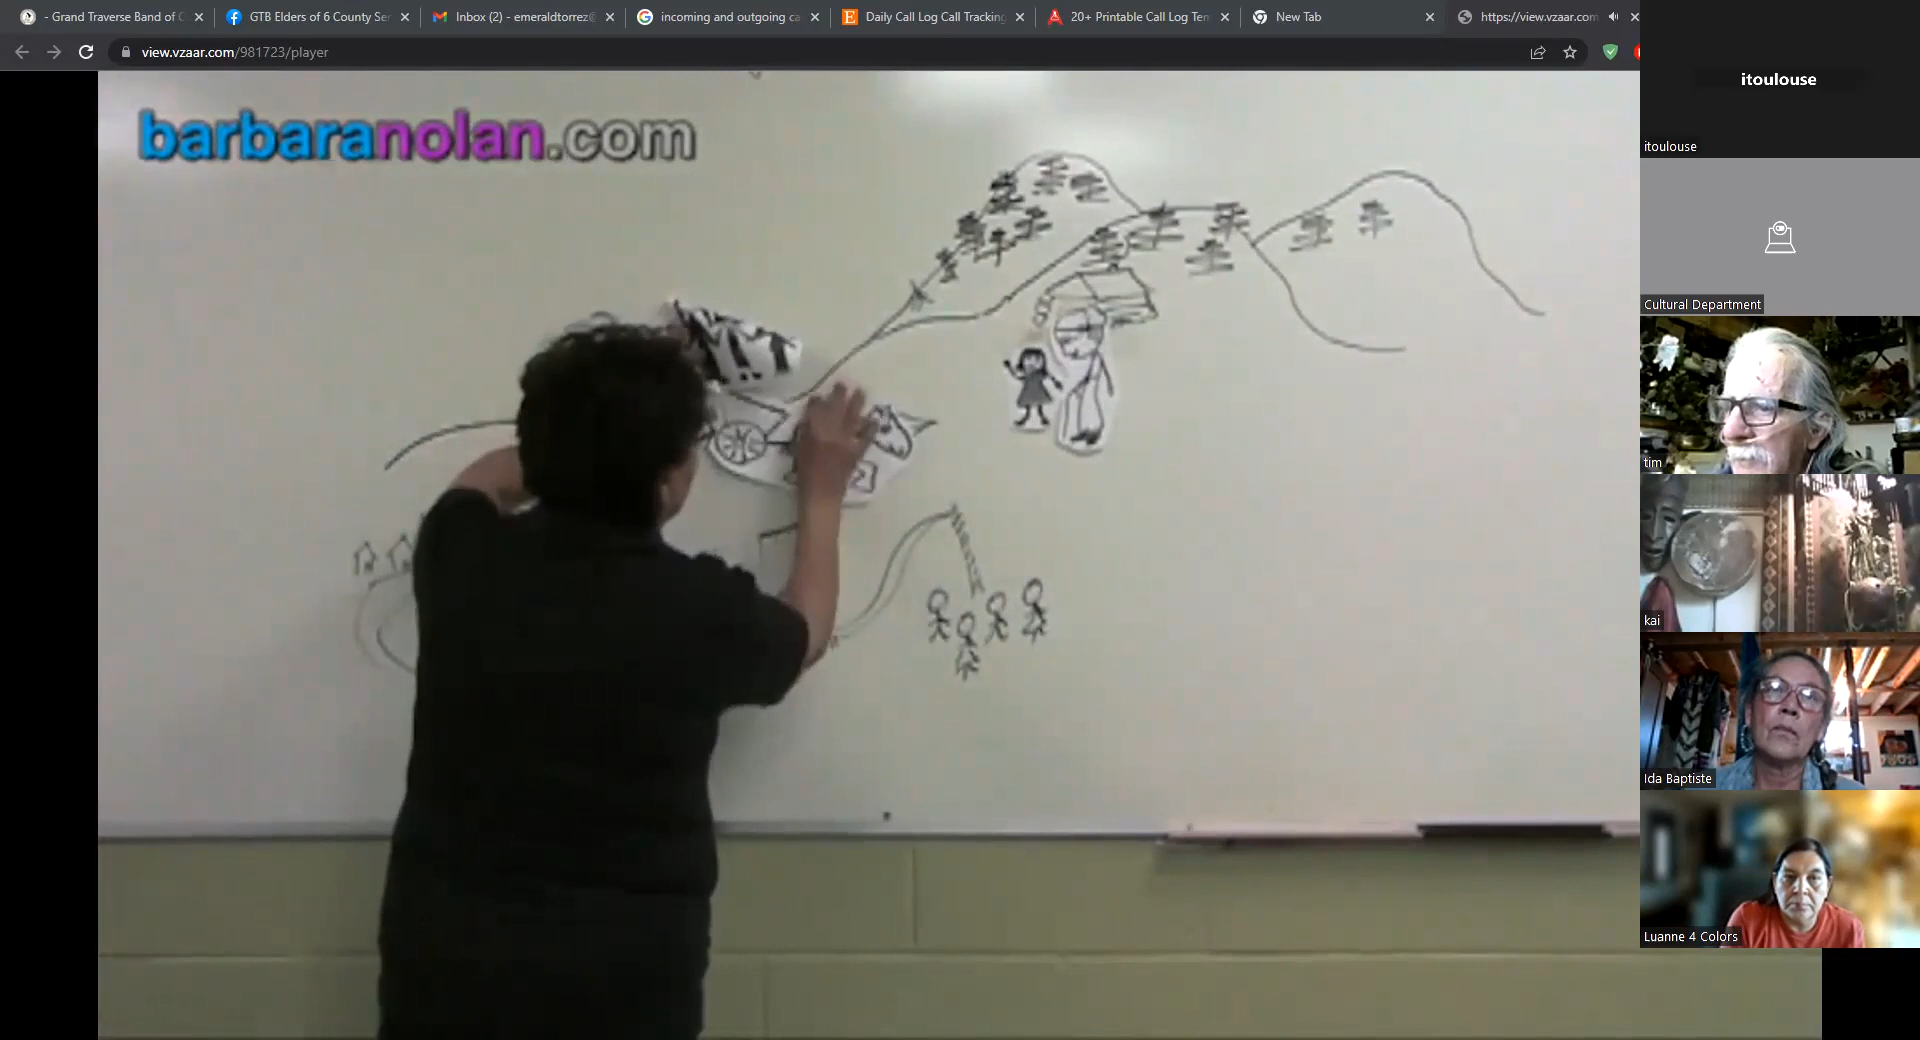 - Grand Traverse Band of O
GTB Elders of 6 County Ser
Inbox (2) - emeraldtorrez@
incoming and outgoing ca
Daily Call Log Call Tracking
20+ Printable Call Log Tem
New Tab
https://view.vzaar.com
view.vzaar.com/981723/player
barbaranolan.com
itoulouse
itoulouse
Cultural Department
tim
kai
Ida Baptiste
Luanne 4 Colors